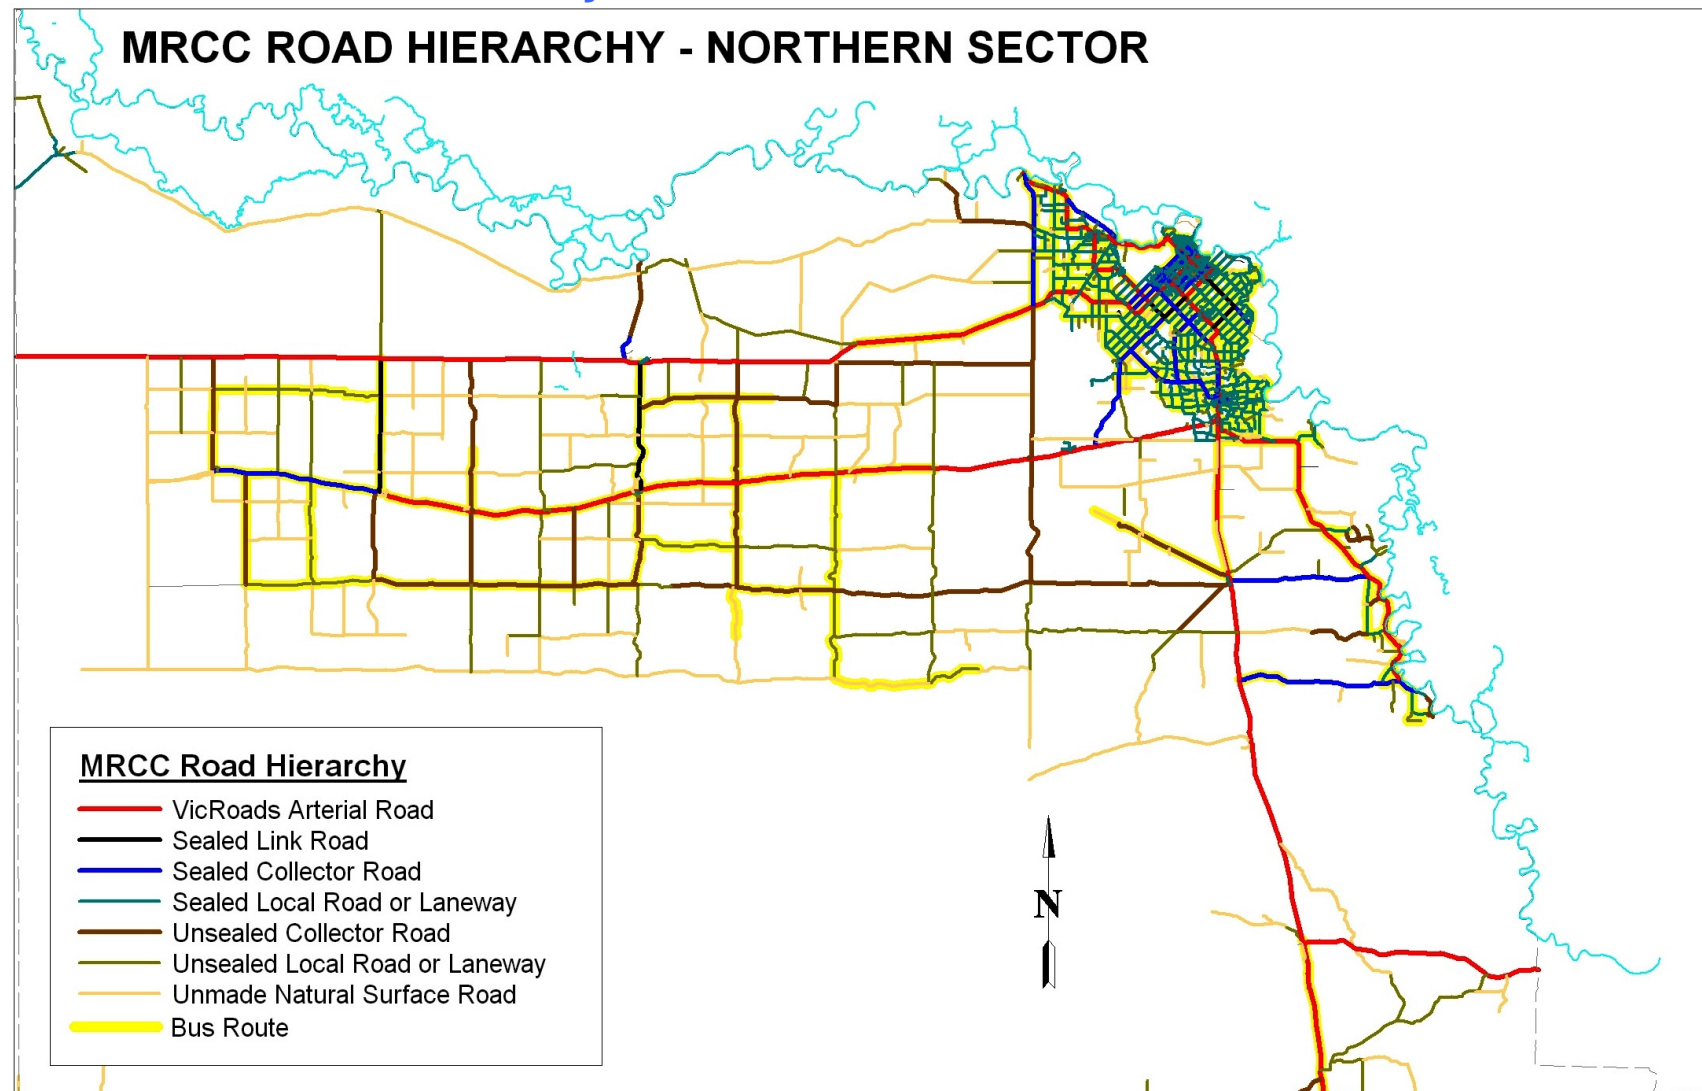 MRCC ROAD HIERARCHY - NORTHERN SECTOR
MRCC Road Hierarchy
VicRoads Arterial Road
Sealed Link Road
Sealed Collector Road
Sealed Local Road or Laneway
Unsealed Collector Road
Unsealed Local Road or Laneway
Unmade Natural Surface Road
Bus Route
N